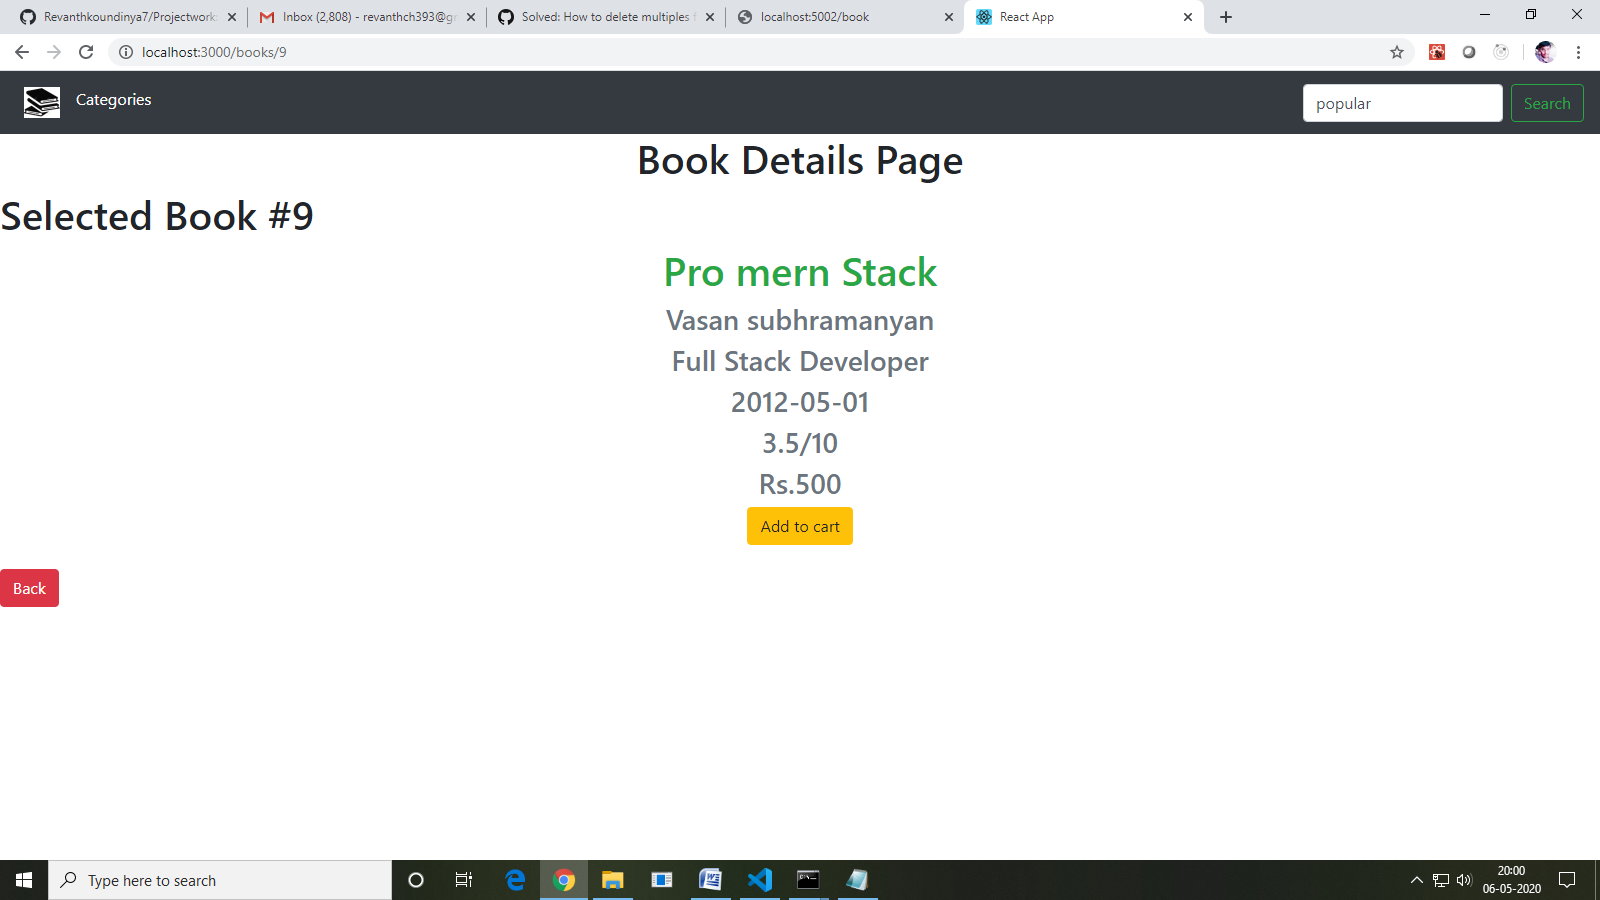 Revanthkoundinya7/Projectwork:
Inbox (2,808) - revanthch393@gr
Solved: How to delete multiples f
localhost:5002/book
React App
localhost:3000/books/9
Categories
popular
Search
Book Details Page
Selected Book #9
Pro mern Stack
Vasan subhramanyan
Full Stack Developer
2012-05-01
3.5/10
Rs.500
Add to cart
Back
Type here to search
20:00
06-05-2020